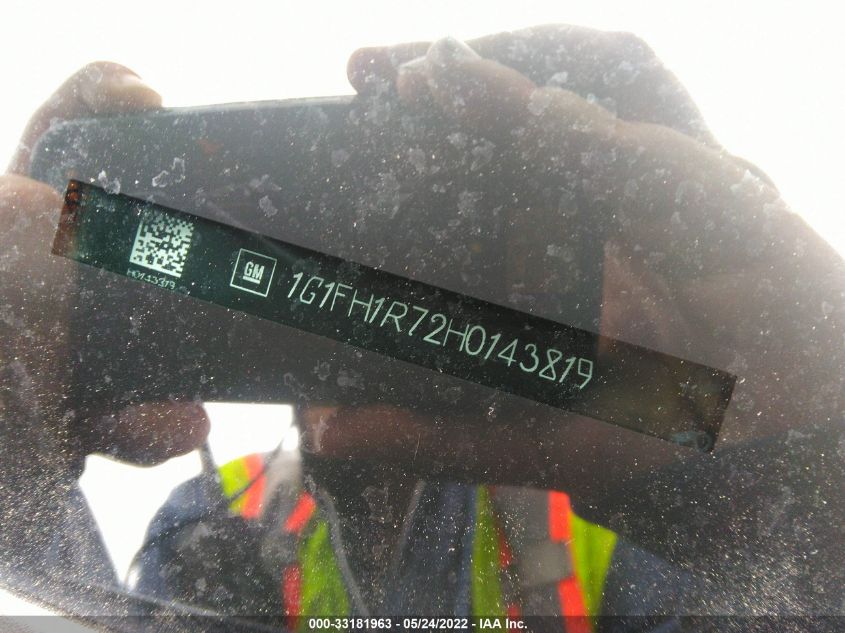 GM
1G1FH1R72H0143819
H0143819
000-33181963 - 05/24/2022 - IAA Inc.